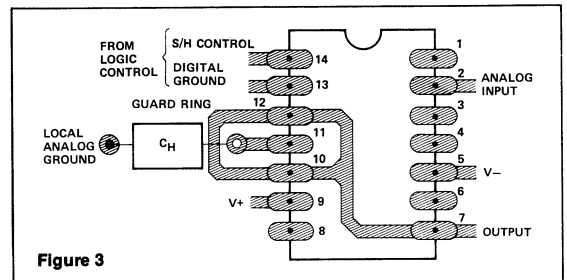 FROM
LOGIC
CONTROL
S/H CONTROL
DIGITAL
GROUND
GUARD RING
LOCAL
ANALOG
GROUND
CH
V+
14
13
12
11
10
9
8
1
2
3
4
5
6
7
ANALOG
INPUT
V−
OUTPUT
Figure 3